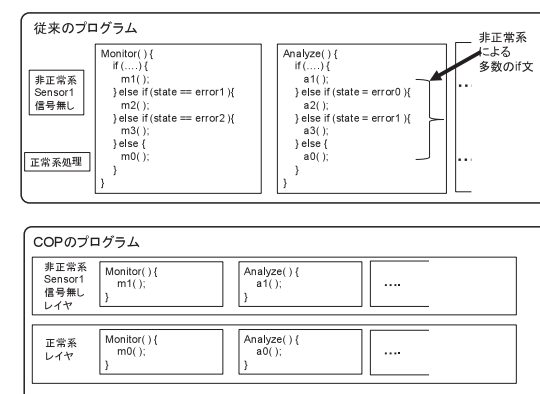 従来のプログラム
非正常系
による
多数のif文
非正常系
Sensor1
信号無し
正常系処理
Monitor( ) {
if (....) {
m1( );
} else if (state == error1 ){
m2( );
} else if (state == error2 ){
m3( );
} else {
m0( );
}
}
Analyze( ) {
if (....) {
a1( );
} else if (state = error0 ){
a2( );
} else if (state = error1 ){
a3( );
} else {
a0( );
}
}
...
...
COPのプログラム
非正常系
Sensor1
信号無し
レイヤ
Monitor( ) {
m1( );
}
Analyze( ) {
a1( );
}
....
正常系
レイヤ
Monitor( ) {
m0( );
}
Analyze( ) {
a0( );
}
....